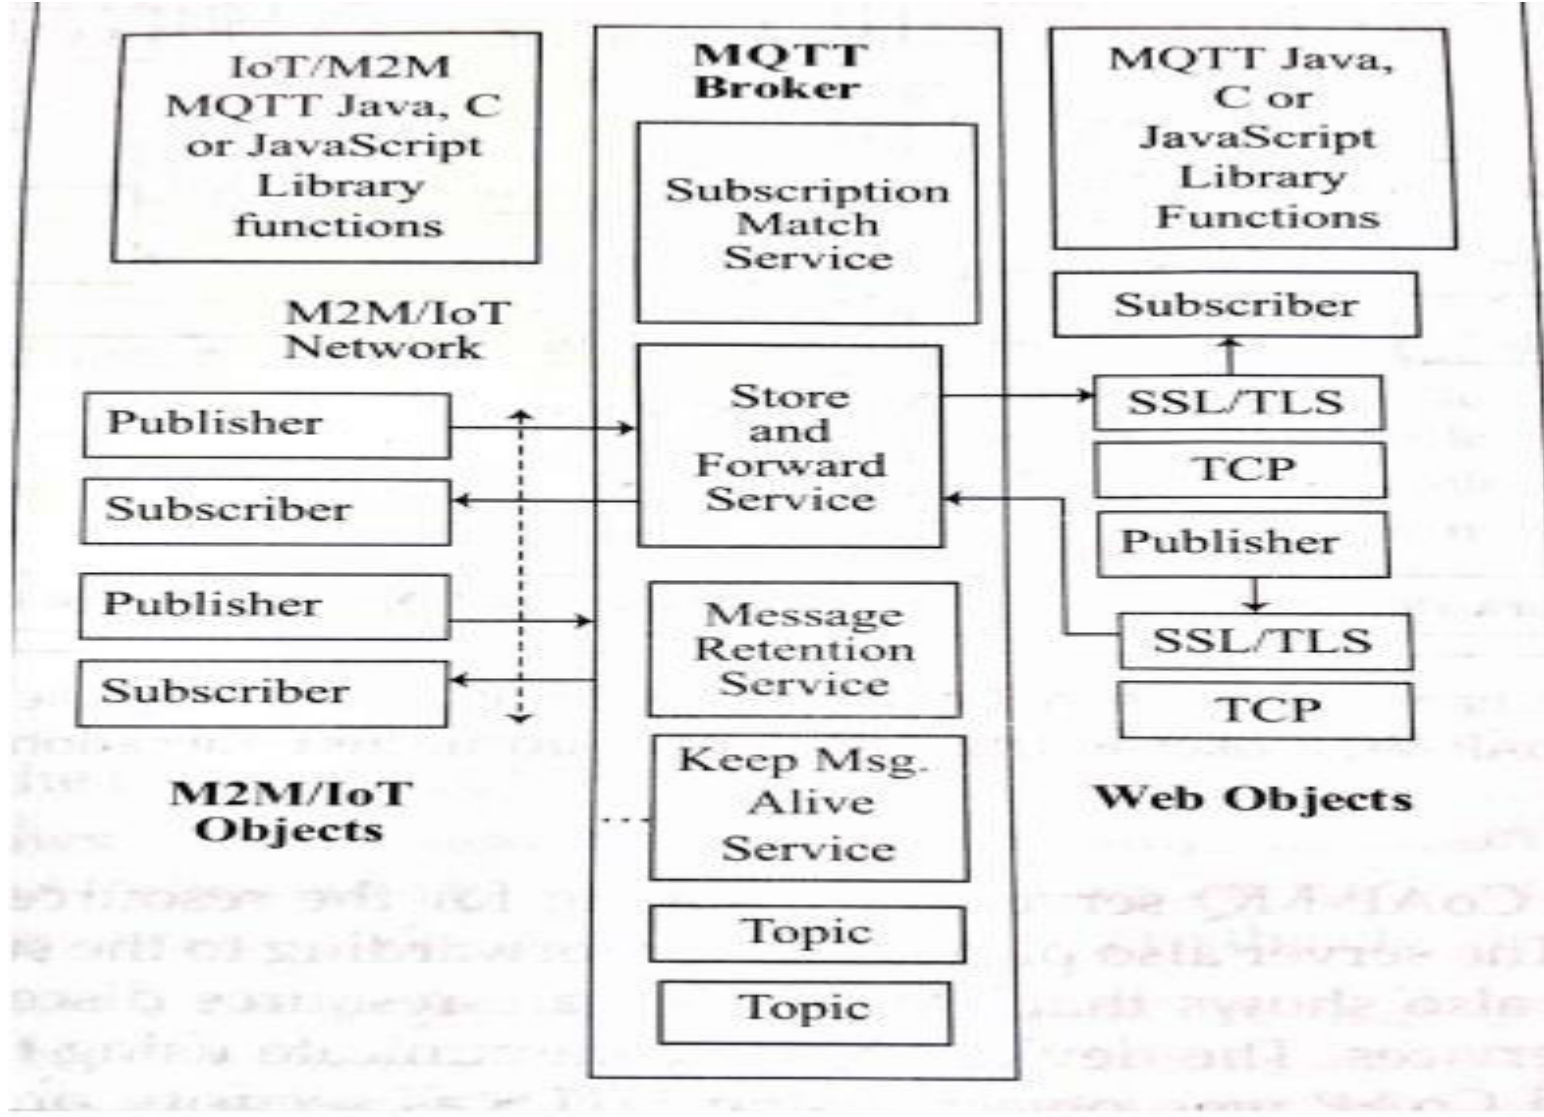 IoT/M2M
MQTT Java, C
or JavaScript
Library
functions
M2M/IoT
Network
Publisher
Subscriber
Publisher
Subscriber
M2M/IoT
Objects
MQTT
Broker
Subscription
Match
Service
Store
and
Forward
Service
Message
Retention
Service
Keep Msg.
Alive
Service
Topic
Topic
MQTT Java,
C or
JavaScript
Library
Functions
Subscriber
SSL/TLS
TCP
Publisher
SSL/TLS
TCP
Web Objects